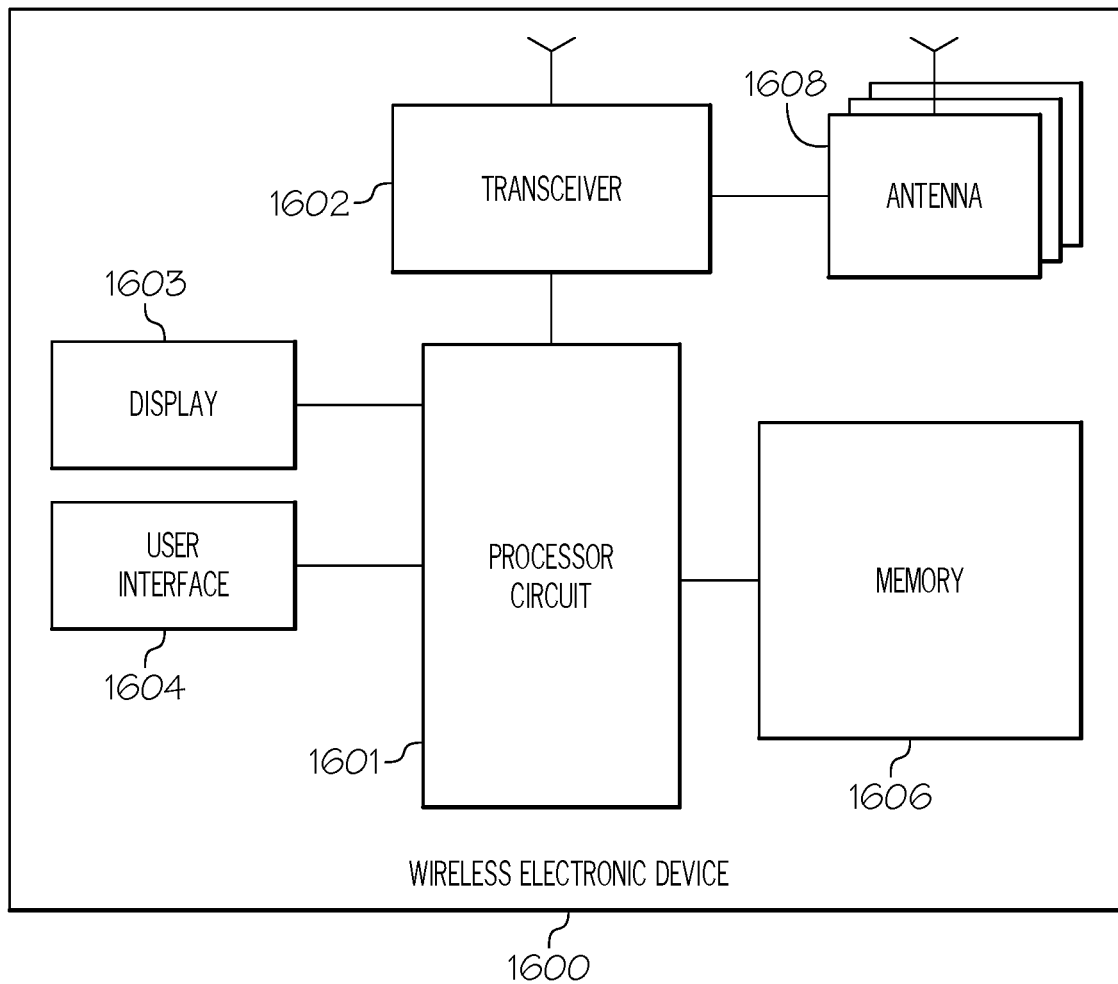 1608
TRANSCEIVER
ANTENNA
1602
1603
DISPLAY
USER
INTERFACE
1604
PROCESSOR
CIRCUIT
MEMORY
1601
1606
WIRELESS ELECTRONIC DEVICE
1600